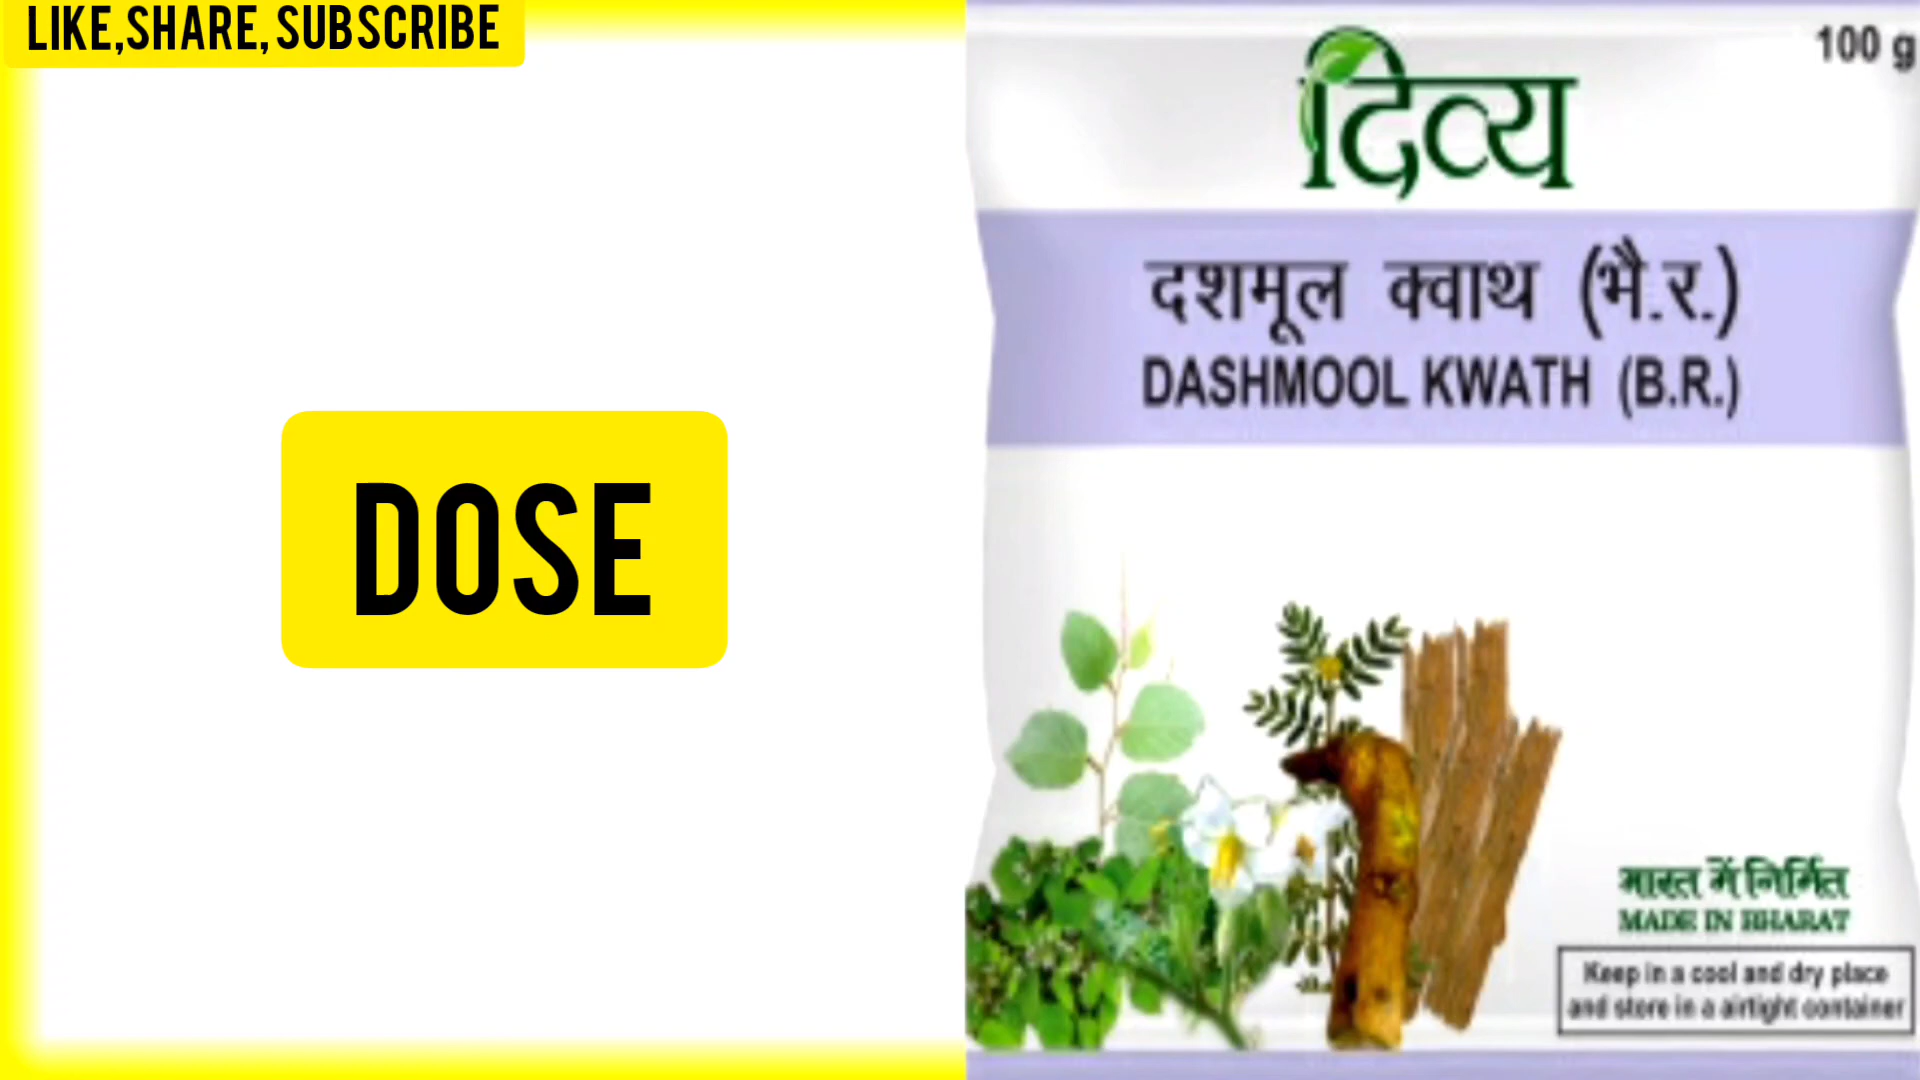 LIKE,SHARE, SUBSCRIBE
100 g
दिव्य
दशमूल क्वाथ (भै.र.)
DASHMOOL KWATH (B.R.)
DOSE
भारत में निर्मित
MADE IN BHARAT
Keep in a cool and dry place
and store in a airtight container